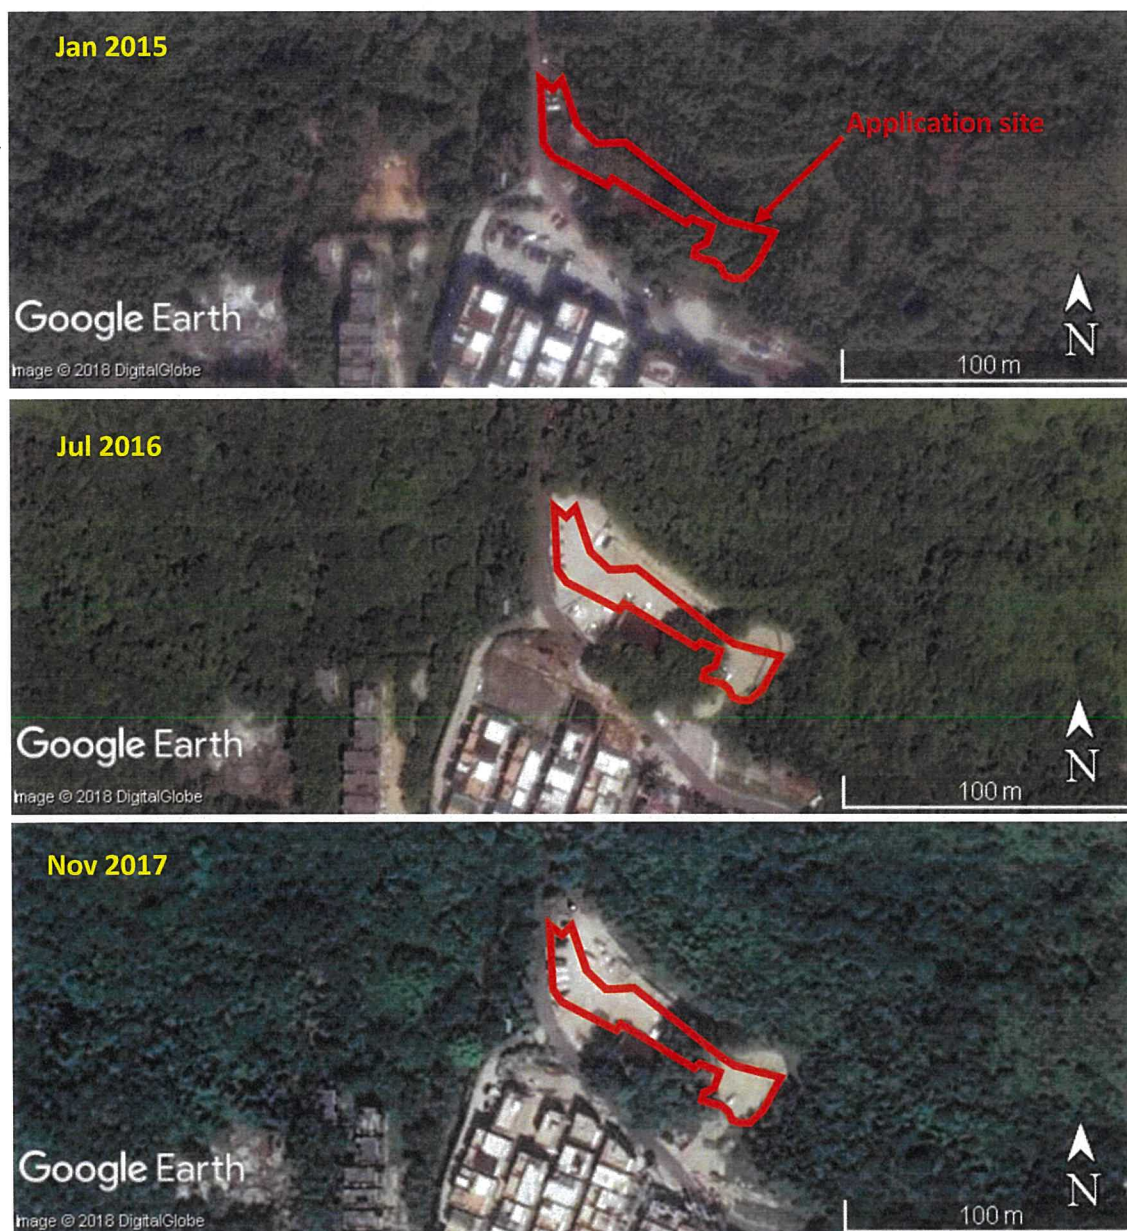 Jan 2015
Application site
Google Earth
N
Image © 2018 DigitalGlobe
100 m
Jul 2016
Google Earth
N
Image © 2018 DigitalGlobe
100 m
Nov 2017
Google Earth
N
Image © 2018 DigitalGlobe
100 m